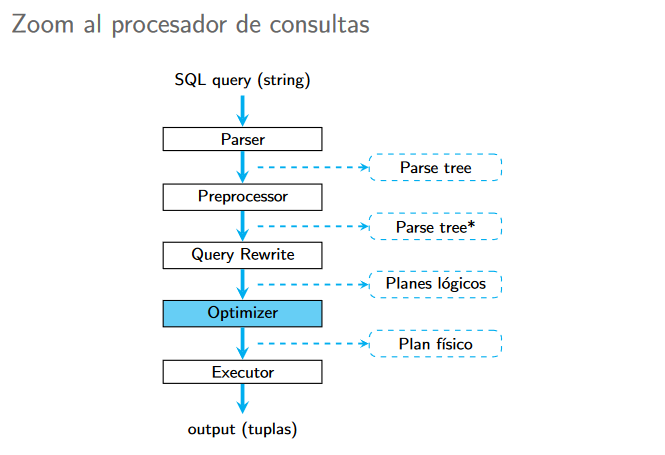 Zoom al procesador de consultas
SQL query (string)
Parser
Parse tree
Preprocessor
Parse tree*
Query Rewrite
Planes lógicos
Optimizer
Plan físico
Executor
output (tuplas)